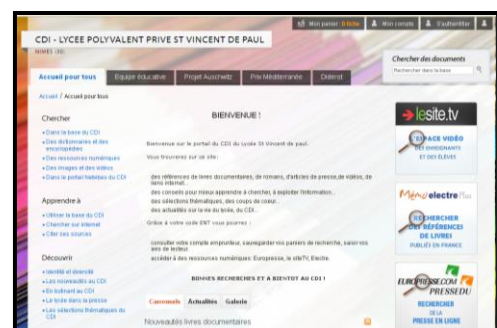 Mon panier: 0 fiche Mon compte S'authentifier
CDI - LYCEE POLYVALENT PRIVE ST VINCENT DE PAUL
NIMES (30)
Chercher des documents
Rechercher dans la base
Accueil pour tous Equipe éducative Projet Auschwitz Prix Méditerranée Diderot
Accueil / Accueil pour tous
Chercher
Dans la base du CDI
Des dictionnaires et des encyclopédies
Des ressources numériques
Des images et des vidéos
Dans le portail netvibes du CDI
Apprendre à
Utiliser la base du CDI
Chercher sur internet
Citer ses sources
Découvrir
Identité et diversité
Les nouveautés au CDI
En butinant au CDI
Le lycée dans la presse
Les sélections thématiques du CDI
BIENVENUE !
Bienvenue sur le portail du CDI du Lycée St Vincent de paul.
Vous trouverez sur ce site:
des références de livres documentaires, de romans, d'articles de presse, de vidéos, de liens internet...
des conseils pour mieux apprendre à chercher, à exploiter l'information...
des sélections thématiques, des coups de coeur...
des actualités sur la vie du lycée, du CDI...
Grâce à votre code ENT vous pourrez :
consulter votre compte emprunteur, sauvegarder vos paniers de recherche, saisir vos avis de lecteur
accéder à des ressources numériques: Europresse, le siteTV, Electre.
BONNES RECHERCHES ET A BIENTOT AU CDI !
Carrousels Actualités Galerie
Nouveautés livres documentaires
lesite.tv
L'ESPACE VIDÉO
DES ENSEIGNANTS
ET DES ÉLÈVES
Mémoelectre Plus
RECHERCHER
DES RÉFÉRENCES
DE LIVRES
PUBLIÉS EN FRANCE
EUROPRESSE.COM
PRESSEDU
RECHERCHER
DE LA
PRESSE EN LIGNE